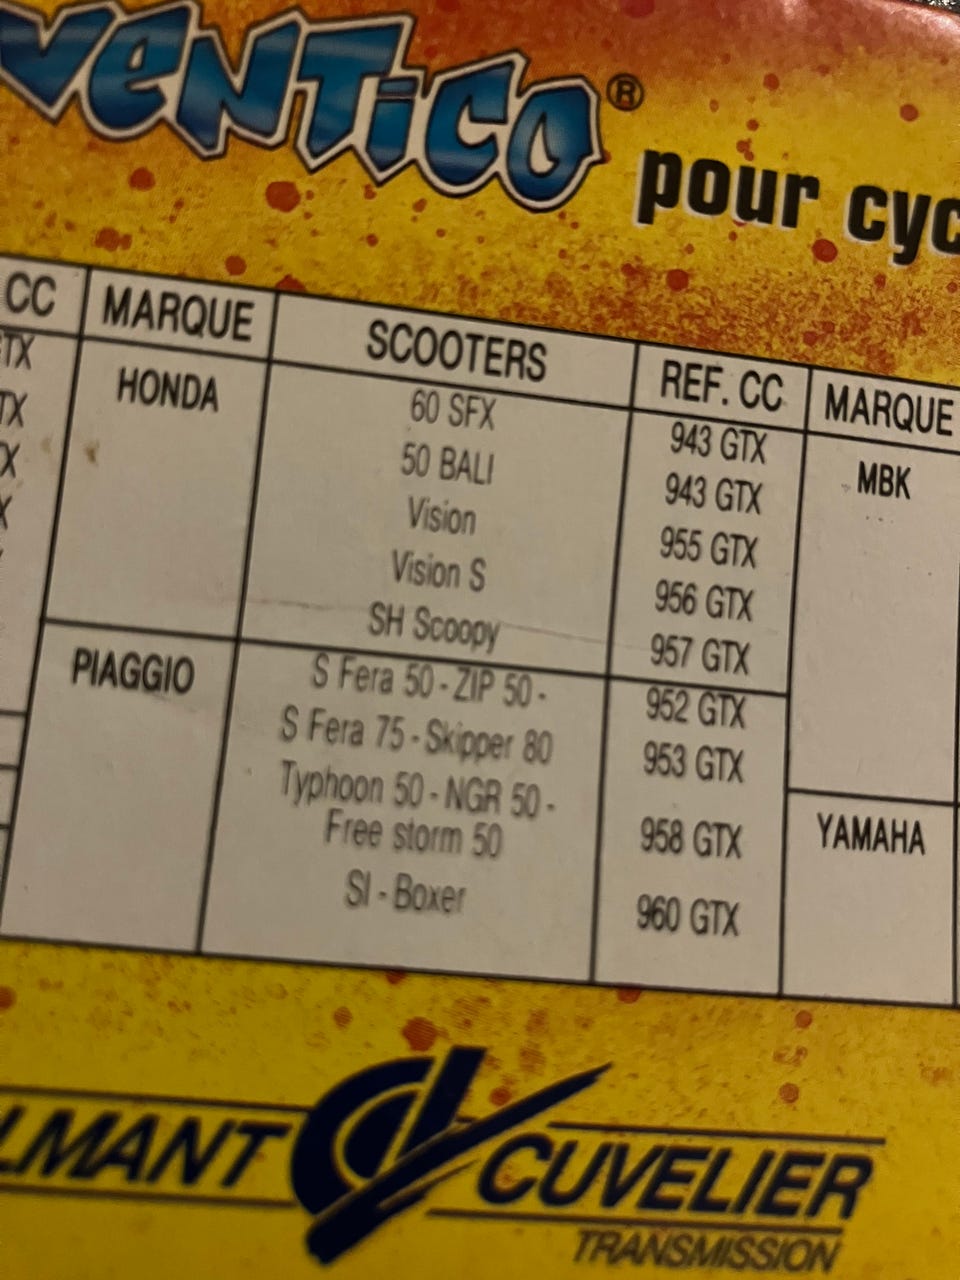 VENTICO®
pour cyc
CC MARQUE SCOOTERS REF. CC MARQUE
TX HONDA 60 SFX 943 GTX MBK
TX 50 BALI 943 GTX
X Vision 955 GTX
X Vision S 956 GTX
SH Scoopy 957 GTX
PIAGGIO S Fera 50 - ZIP 50 - 952 GTX
S Fera 75 - Skipper 80 953 GTX
Typhoon 50 - NGR 50 -
Free storm 50 958 GTX YAMAHA
SI - Boxer 960 GTX
LMANT CUVELIER
TRANSMISSION